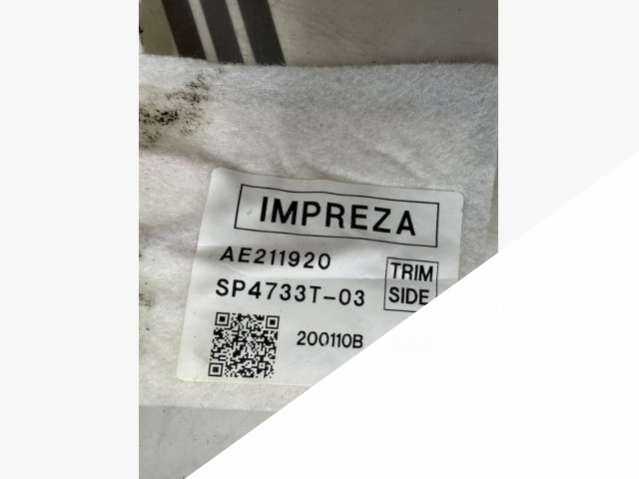 IMPREZA
AE211920
TRIM
SP4733T-03
SIDE
200110B